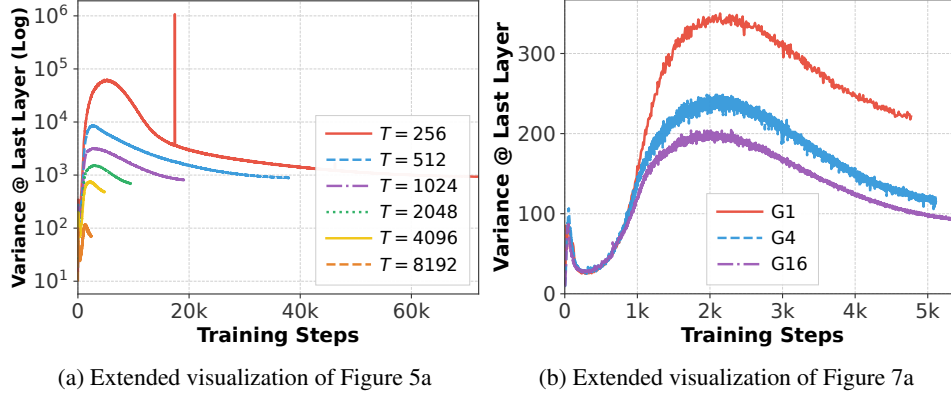 Variance @ Last Layer (Log)
10^6
10^5
10^4
10^3
10^2
10^1
0
20k
40k
60k
Training Steps
T = 256
T = 512
T = 1024
T = 2048
T = 4096
T = 8192
(a) Extended visualization of Figure 5a
Variance @ Last Layer
300
200
100
0
0
1k
2k
3k
4k
5k
Training Steps
G1
G4
G16
(b) Extended visualization of Figure 7a